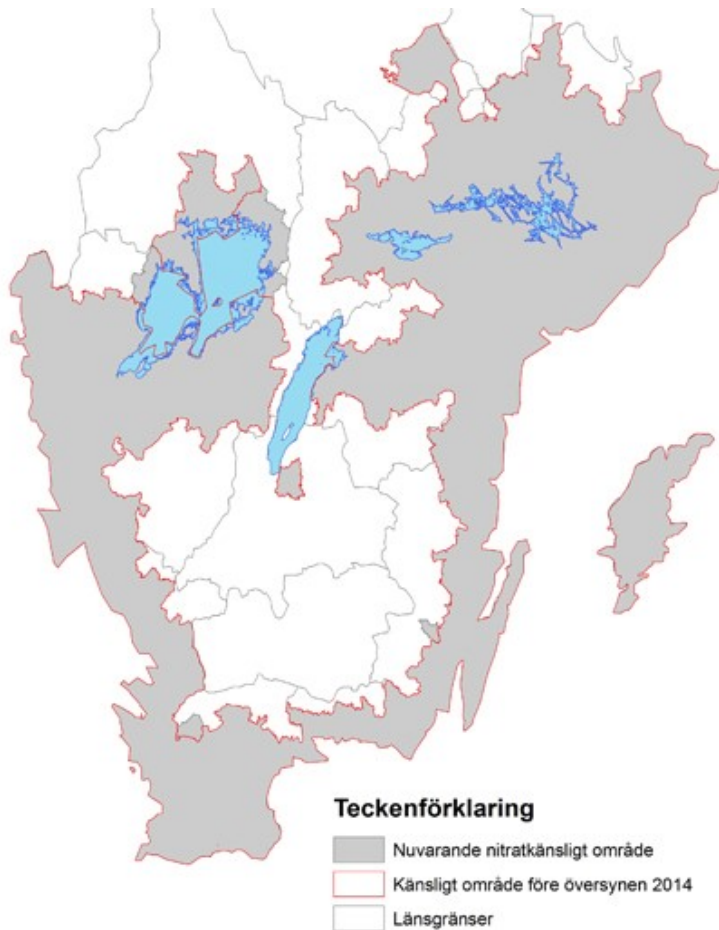 Teckenförklaring
Nuvarande nitratkänsligt område
Känsligt område före översynen 2014
Länsgränser